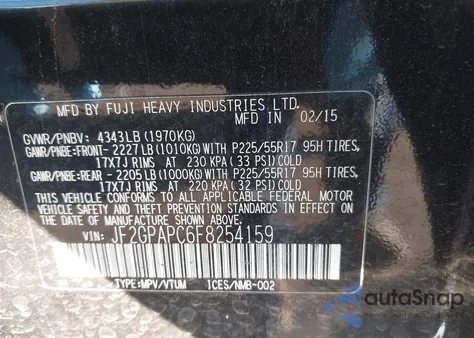 MFD BY FUJI HEAVY INDUSTRIES LTD.
MFD IN 02/15
GVWR/PNBV: 4343LB (1970KG)
GAWR/PNBE:FRONT- 2227LB (1010KG) WITH P225/55R17 95H TIRES,
17X7J RIMS AT 230 KPA (33 PSI) COLD
GAWR/PNBE:REAR - 2205LB (1000KG) WITH P225/55R17 95H TIRES,
17X7J RIMS AT 220 KPA (32 PSI) COLD
THIS VEHICLE CONFORMS TO ALL APPLICABLE FEDERAL MOTOR
VEHICLE SAFETY AND THEFT PREVENTION STANDARDS IN EFFECT
ON THE DATE OF MANUFACTURE SHOWN ABOVE.
VIN: JF2GPAPC6F8254159
TYPE:MPV/VTUM ICES/NMB-002
autoSnap